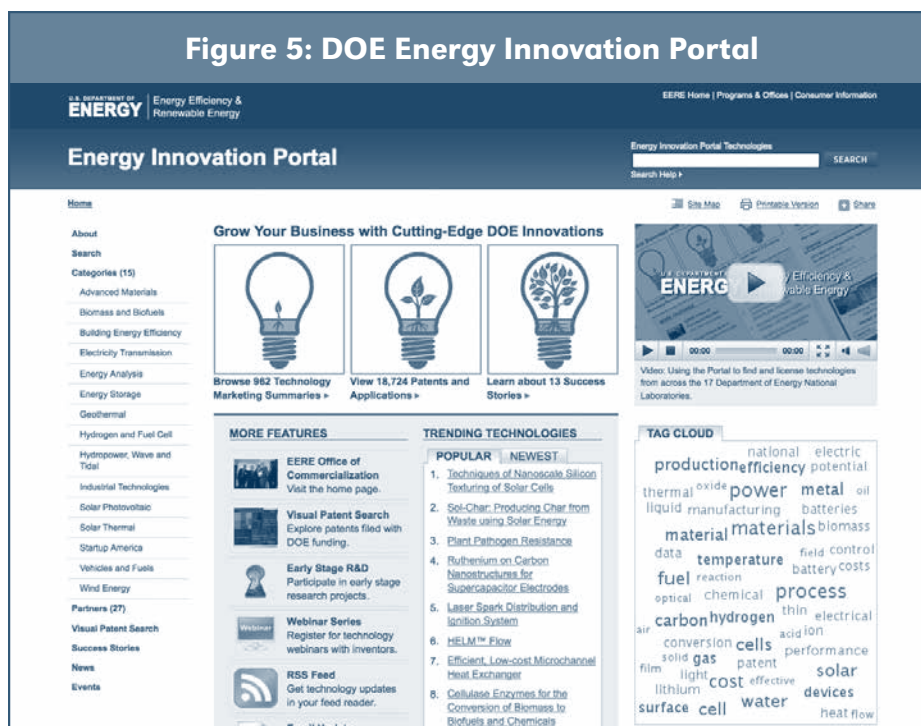 Figure 5: DOE Energy Innovation Portal
U.S. DEPARTMENT OF
ENERGY
Energy Efficiency &
Renewable Energy
EERE Home | Programs & Offices | Consumer Information
Energy Innovation Portal
Energy Innovation Portal Technologies
SEARCH
Search Help
Home
Site Map
Printable Version
Share
About
Search
Categories (15)
Advanced Materials
Biomass and Biofuels
Building Energy Efficiency
Electricity Transmission
Energy Analysis
Energy Storage
Geothermal
Hydrogen and Fuel Cell
Hydropower, Wave and
Tidal
Industrial Technologies
Solar Photovoltaic
Solar Thermal
Startup America
Vehicles and Fuels
Wind Energy
Partners (27)
Visual Patent Search
Success Stories
News
Events
Grow Your Business with Cutting-Edge DOE Innovations
Browse 962 Technology
Marketing Summaries
View 18,724 Patents and
Applications
Learn about 13 Success
Stories
U.S. DEPARTMENT
ENERG
y Efficiency &
wable Energy
00:00
00:00
Video: Using the Portal to find and license technologies
from across the 17 Department of Energy National
Laboratories.
MORE FEATURES
EERE Office of
Commercialization
Visit the home page.
Visual Patent Search
Explore patents filed with
DOE funding.
Early Stage R&D
Participate in early stage
research projects.
Webinar
Webinar Series
Register for technology
webinars with inventors.
RSS Feed
Get technology updates
in your feed reader.
TRENDING TECHNOLOGIES
POPULAR
NEWEST
1. Techniques of Nanoscale Silicon
Texturing of Solar Cells
2. Sol-Char: Producing Char from
Waste using Solar Energy
3. Plant Pathogen Resistance
4. Ruthenium on Carbon
Nanostructures for
Supercapacitor Electrodes
5. Laser Spark Distribution and
Ignition System
6. HELM™ Flow
7. Efficient, Low-cost Microchannel
Heat Exchanger
8. Cellulase Enzymes for the
Conversion of Biomass to
Biofuels and Chemicals
TAG CLOUD
national electric
production efficiency potential
thermal oxide power metal oil
liquid manufacturing batteries
material materials biomass
data temperature field control
fuel reaction battery costs
optical chemical process
carbon hydrogen thin electrical
air conversion cells acid ion performance
solid gas patent
film light cost effective solar
lithium devices
surface cell water heat flow